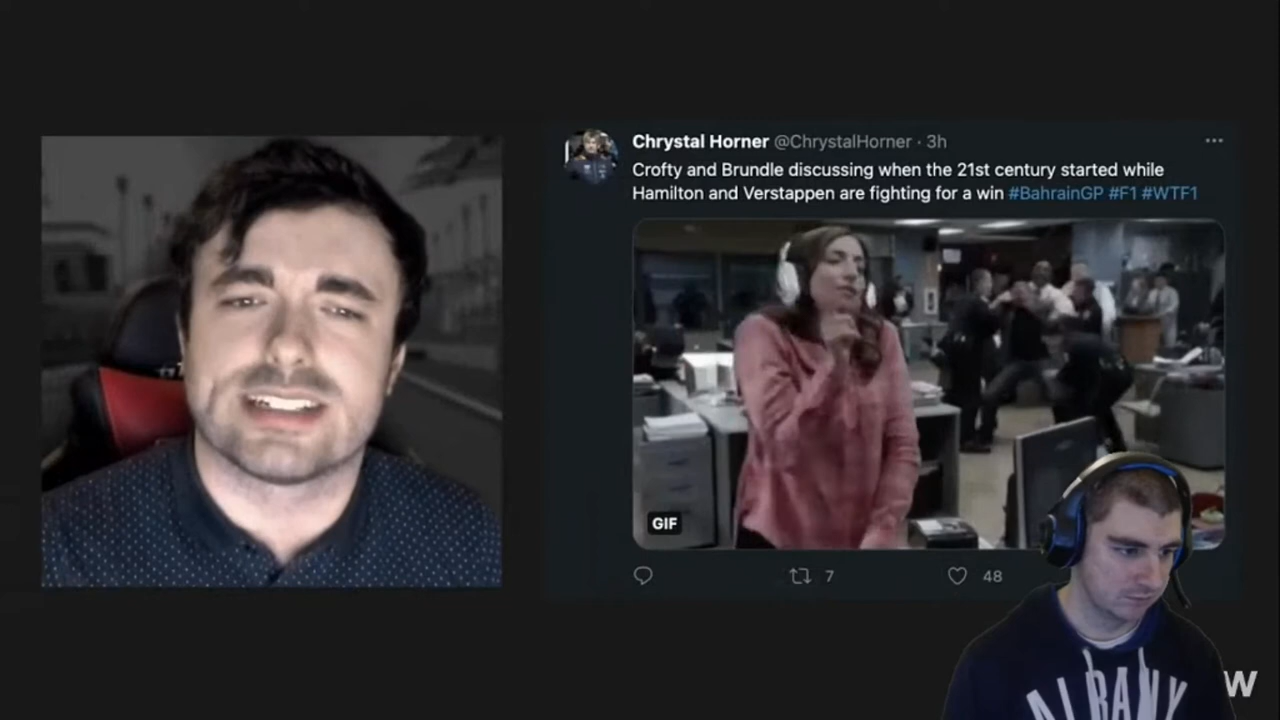 Chrystal Horner @ChrystalHorner · 3h
Crofty and Brundle discussing when the 21st century started while
Hamilton and Verstappen are fighting for a win #BahrainGP #F1 #WTF1
GIF
7
48
ALBANY
W